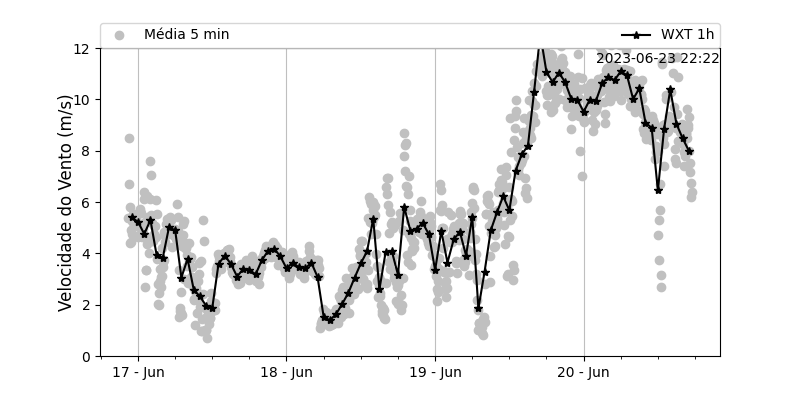 Média 5 min
WXT 1h
2023-06-23 22:22
Velocidade do Vento (m/s)
12
10
8
6
4
2
0
17 - Jun
18 - Jun
19 - Jun
20 - Jun